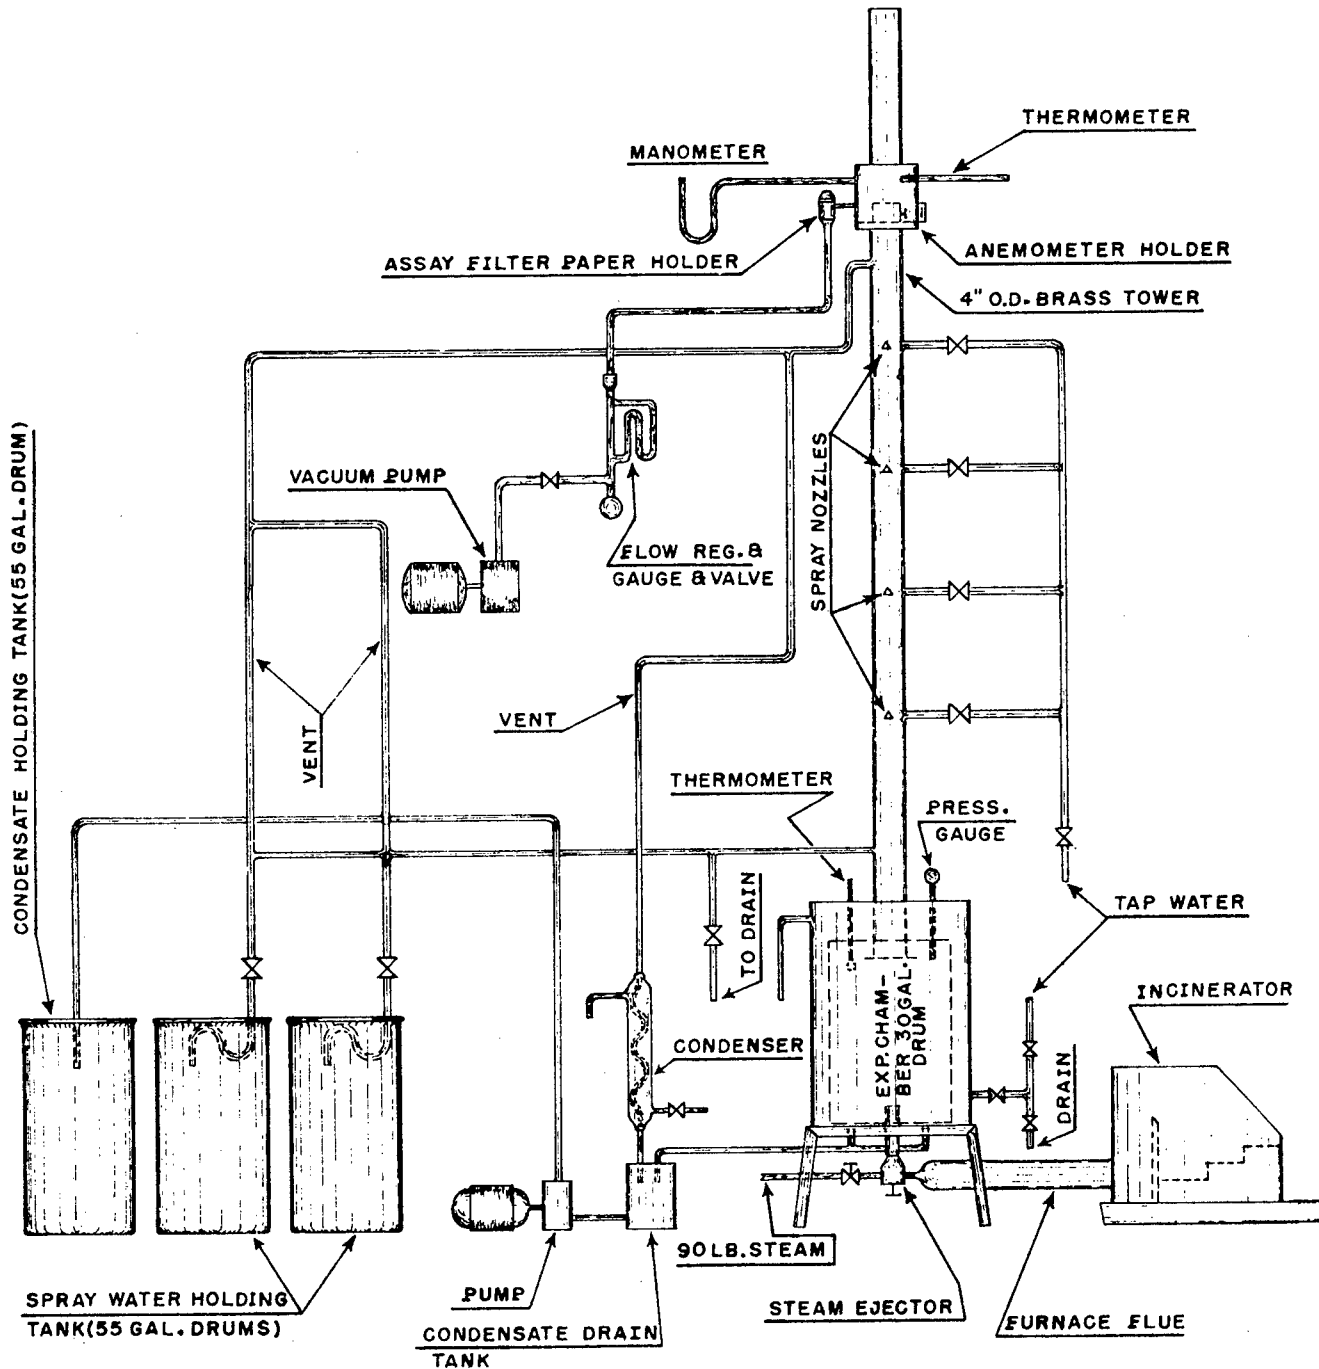 THERMOMETER
MANOMETER
ASSAY FILTER PAPER HOLDER
ANEMOMETER HOLDER
4" O.D. BRASS TOWER
CONDENSATE HOLDING TANK (55 GAL. DRUM)
VACUUM PUMP
FLOW REG. &
GAUGE & VALVE
SPRAY NOZZLES
VENT
VENT
THERMOMETER
PRESS.
GAUGE
TO DRAIN
TAP WATER
EXP. CHAM-
BER 30GAL.
DRUM
CONDENSER
INCINERATOR
DRAIN
90 LB. STEAM
SPRAY WATER HOLDING
TANK (55 GAL. DRUMS)
PUMP
CONDENSATE DRAIN
TANK
STEAM EJECTOR
FURNACE FLUE